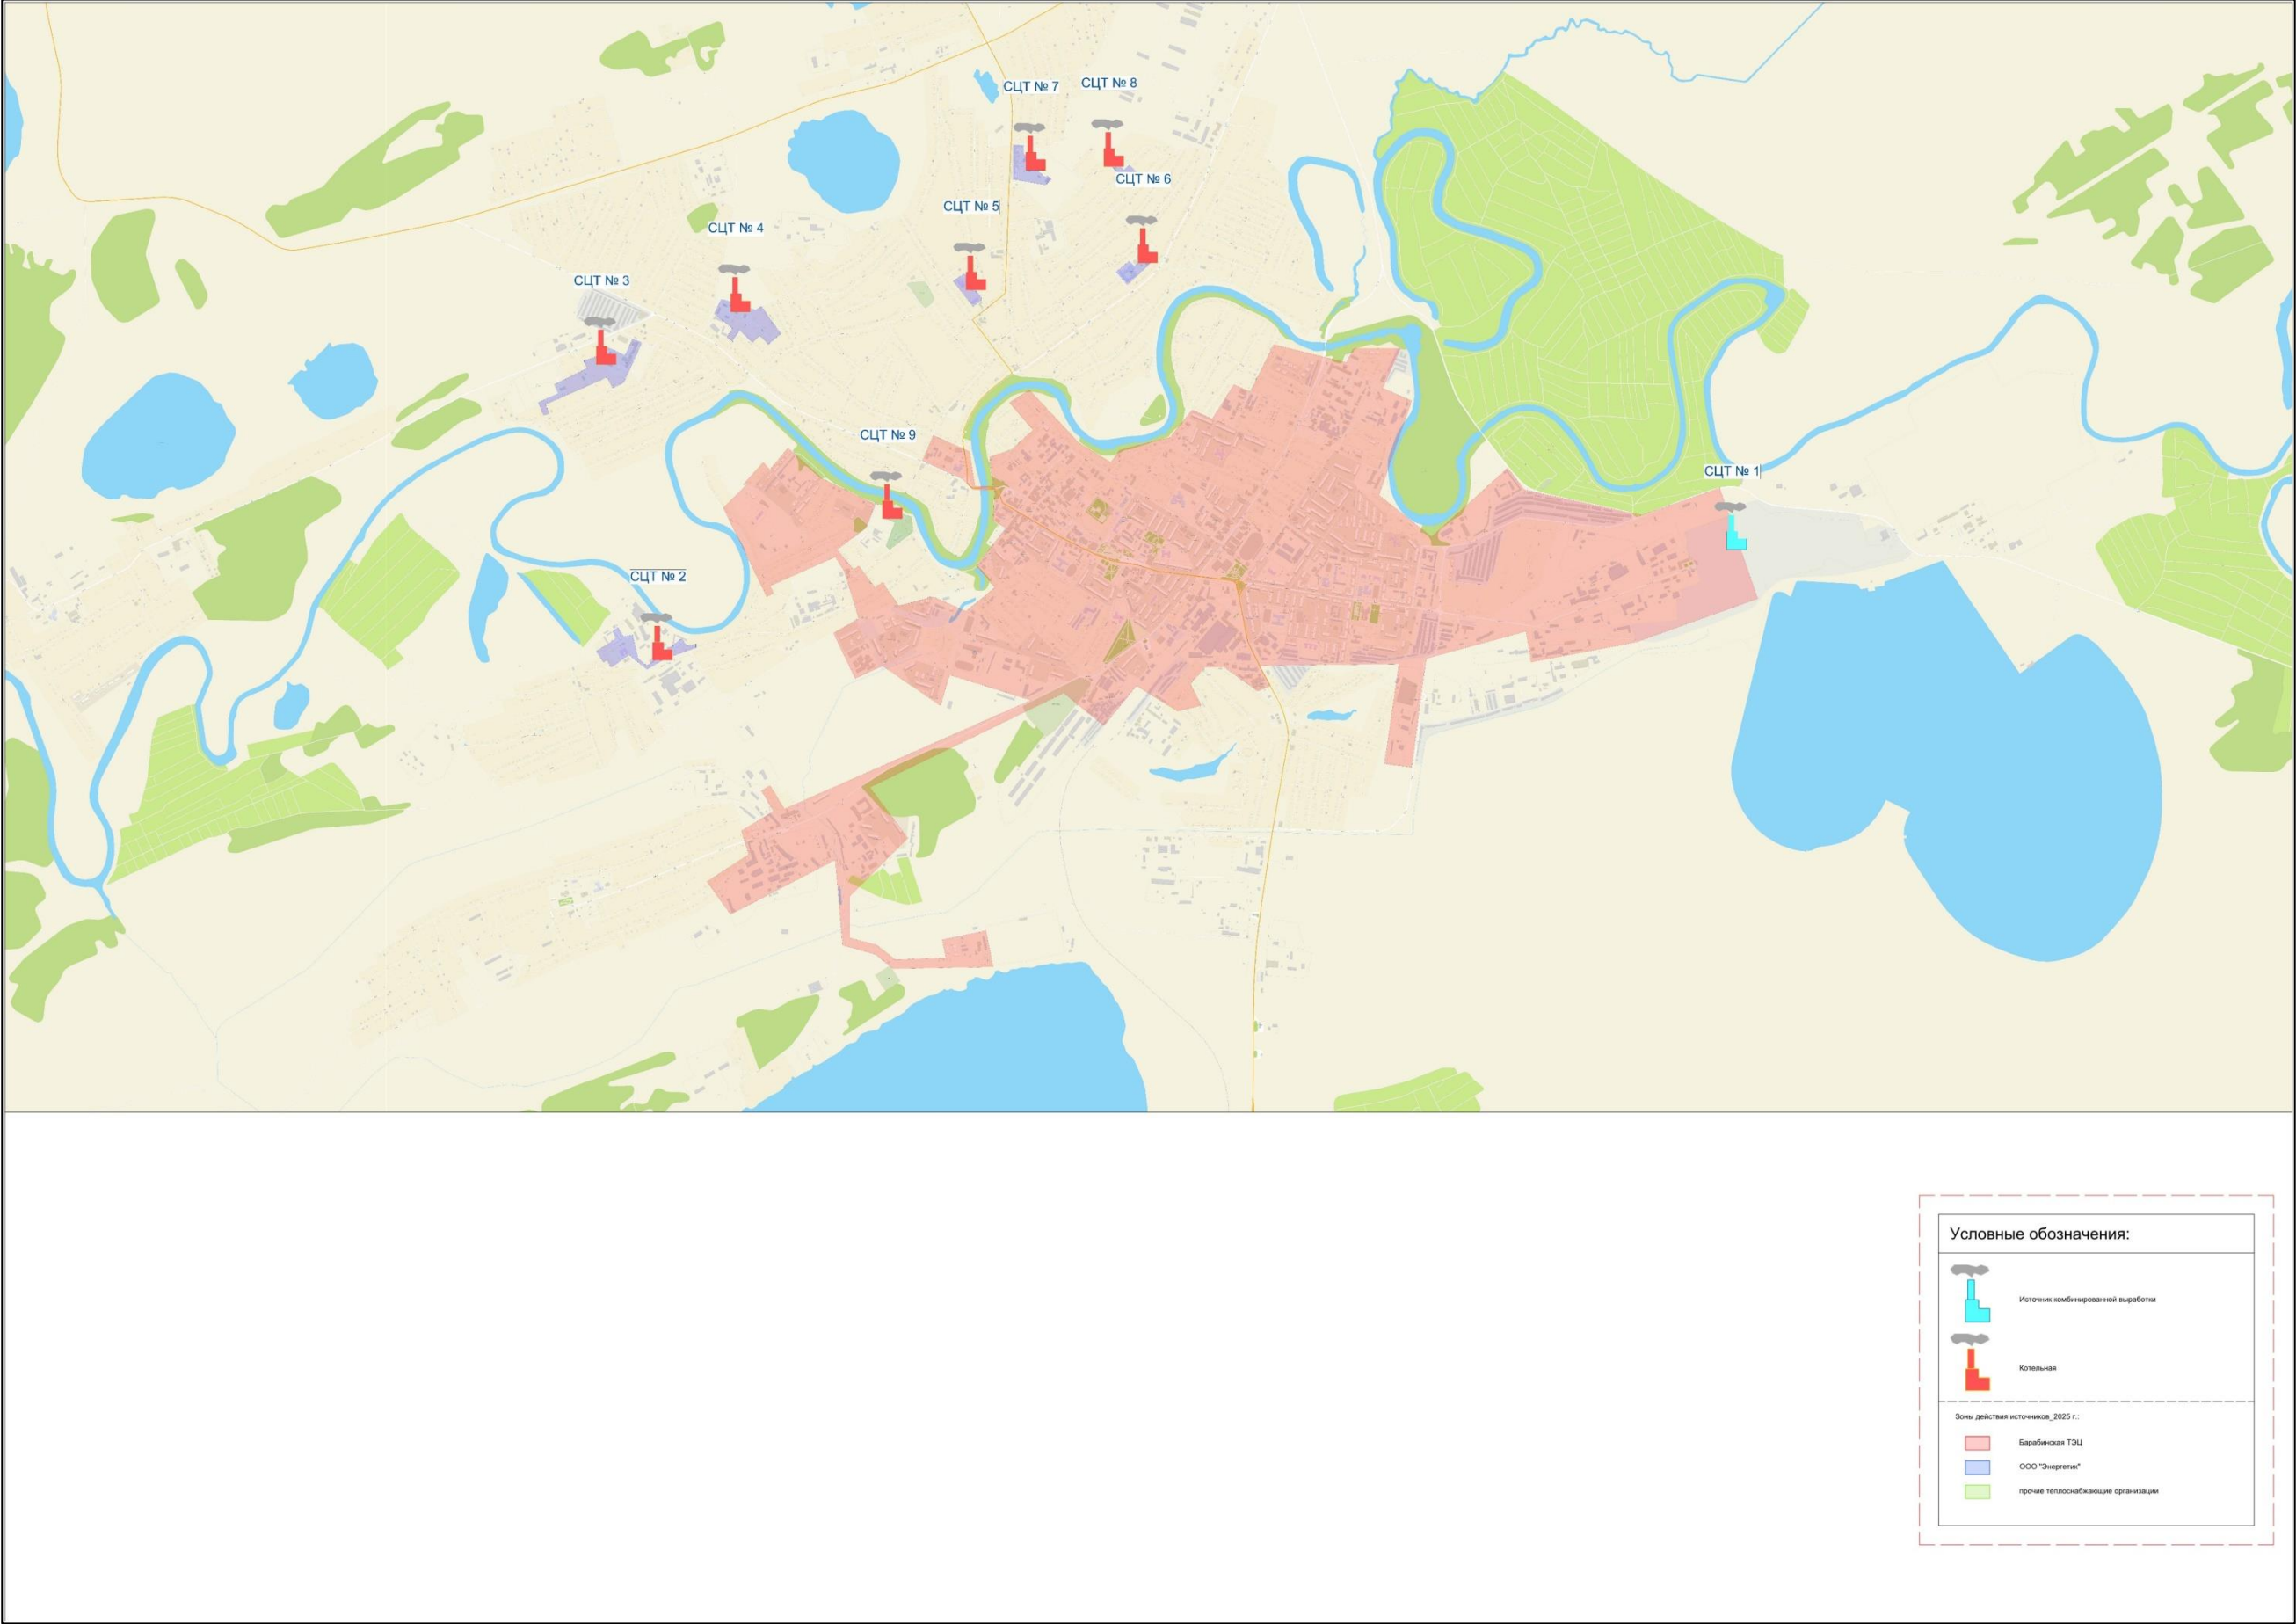 СЦТ № 7
СЦТ № 8
СЦТ № 6
СЦТ № 5
СЦТ № 4
СЦТ № 3
СЦТ № 9
СЦТ № 1
СЦТ № 2
Условные обозначения:
Источник комбинированной выработки
Котельная
Зоны действия источников_2025 г.:
Барабинская ТЭЦ
ООО "Энергетик"
прочие теплоснабжающие организации